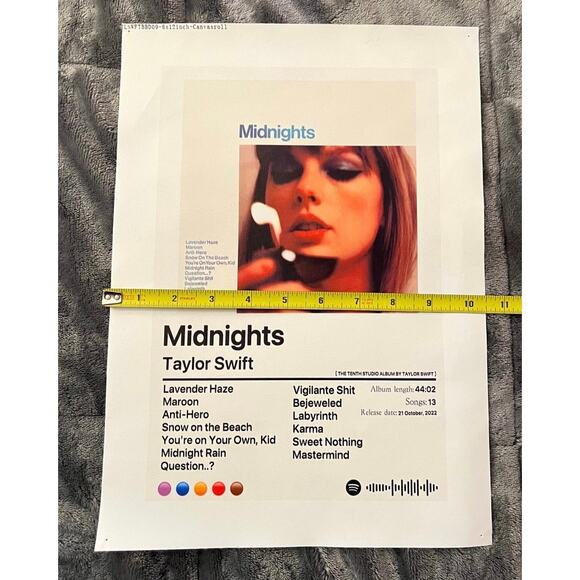 Midnights
Lavender Haze
Maroon
Anti-Hero
Snow On The Beach
You're On Your Own, Kid
Midnight Rain
Question...?
Vigilante Shit
Bejeweled
Labyrinth
1 2 3 4 5 6 7 8 9 10 11
Midnights
Taylor Swift
[ THE TENTH STUDIO ALBUM BY TAYLOR SWIFT ]
Lavender Haze
Maroon
Anti-Hero
Snow on the Beach
You're on Your Own, Kid
Midnight Rain
Question..?
Vigilante Shit
Bejeweled
Labyrinth
Karma
Sweet Nothing
Mastermind
Album length: 44:02
Songs: 13
Release date: 21 October, 2022